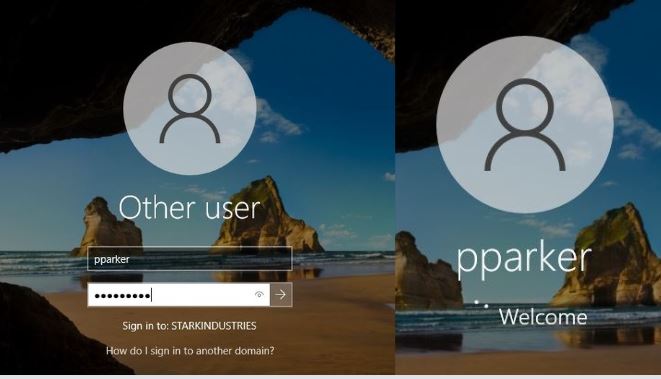 Other user
pparker
Sign in to: STARKINDUSTRIES
How do I sign in to another domain?
pparker
Welcome